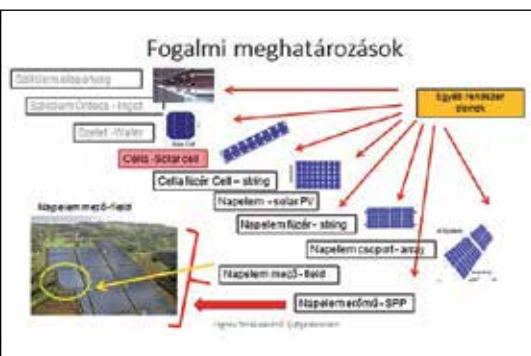 Fogalmi meghatározások
Szilícium alapanyag
Szilícium Öntecs - Ingot
Szelet - Wafer
Egyéb rendszer
elemek
Cella - Solar cell
Cella füzér Cell - string
Napelem - solar PV
Napelem mező - field
Napelem füzér - string
Napelem csoport - array
Napelem mező - field
Napelem erőmű - SPP